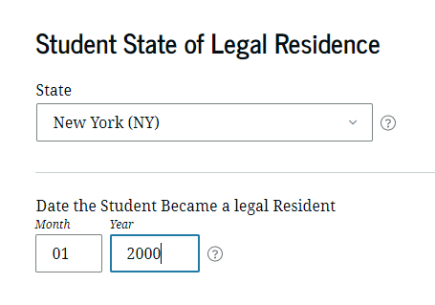 Student State of Legal Residence
State
New York (NY)
?
Date the Student Became a legal Resident
Month Year
01 2000 ?